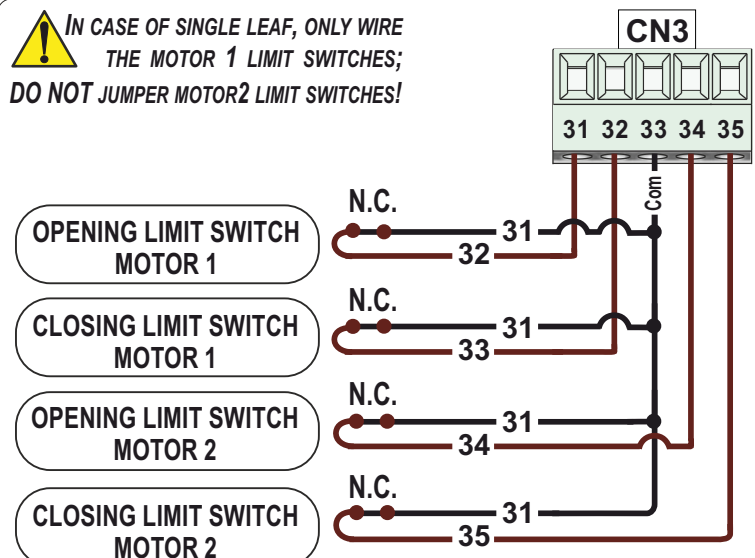 IN CASE OF SINGLE LEAF, ONLY WIRE
THE MOTOR 1 LIMIT SWITCHES;
DO NOT JUMPER MOTOR2 LIMIT SWITCHES!
CN3
31 32 33 34 35
Com
N.C.
OPENING LIMIT SWITCH
MOTOR 1
31
32
N.C.
CLOSING LIMIT SWITCH
MOTOR 1
31
33
N.C.
OPENING LIMIT SWITCH
MOTOR 2
31
34
N.C.
CLOSING LIMIT SWITCH
MOTOR 2
31
35